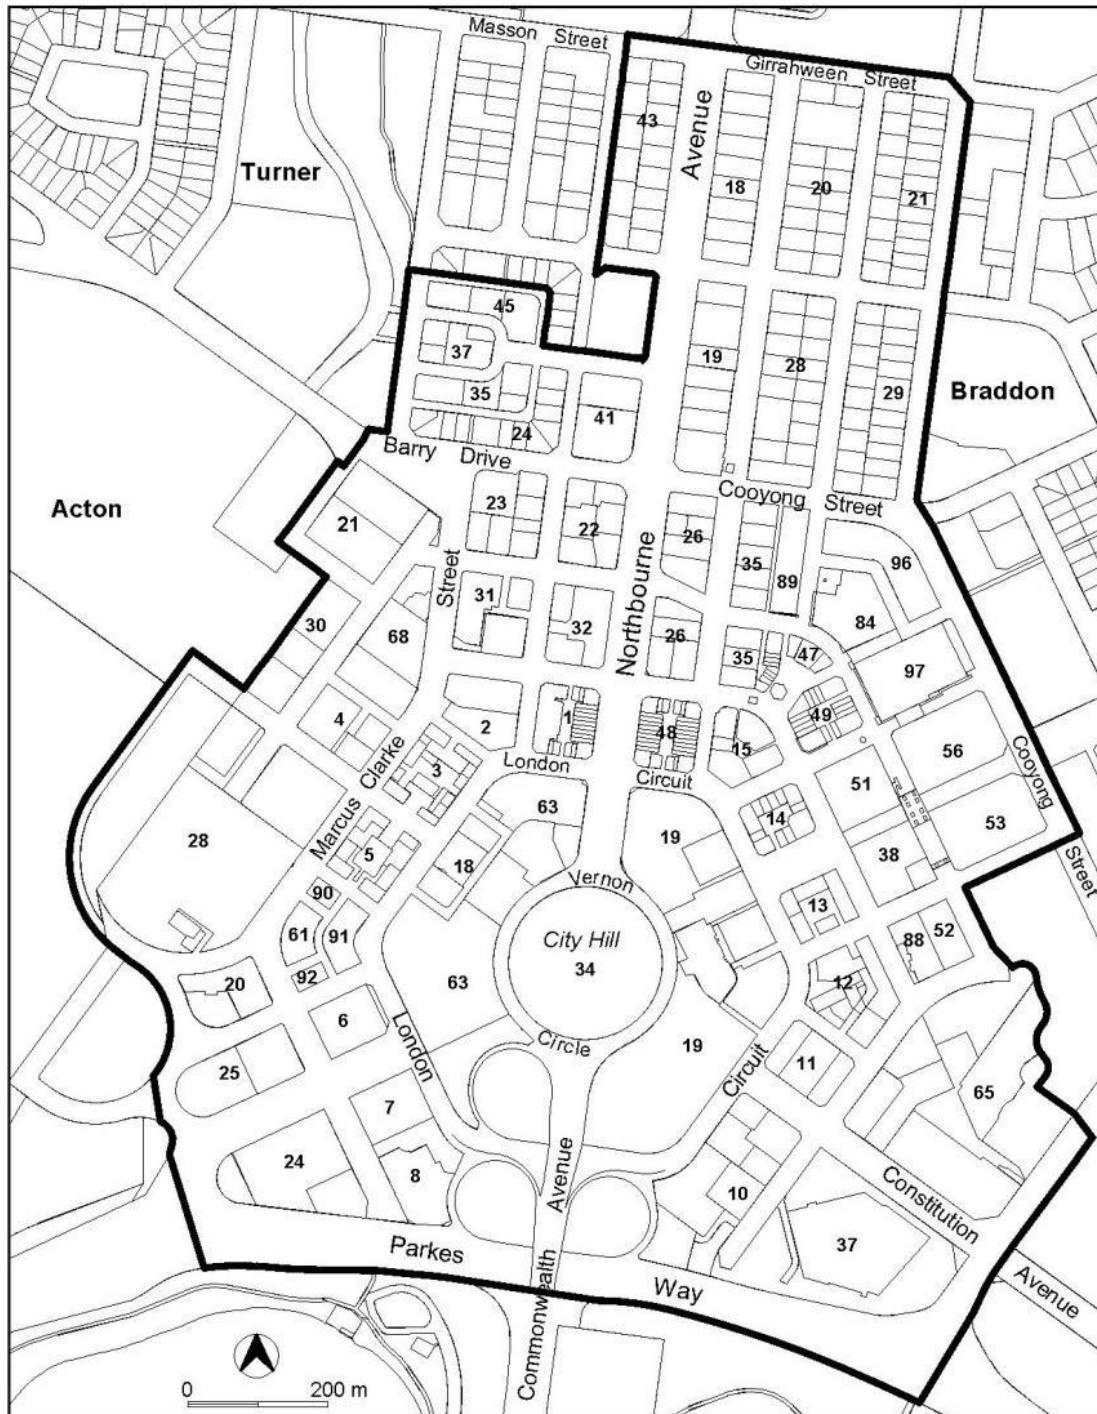 Masson Street
Girrahween Street
43
Avenue
Turner
18
20
21
45
37
19
28
29
Braddon
35
41
24
Barry Drive
Cooyong Street
Acton
21
23
22
26
Northbourne
35
89
96
Street
31
32
30
68
26
35
47
84
97
4
2
1
48
15
49
56
Cooyong
Street
London Circuit
3
Marcus Clarke
63
19
14
51
53
28
5
18
38
Vernon
90
13
City Hill
34
61
91
88
52
12
92
20
6
63
Circle
London
19
Circuit
11
25
7
65
24
8
Avenue
10
Constitution
37
Parkes Way
Avenue
Commonwealth
0 200 m